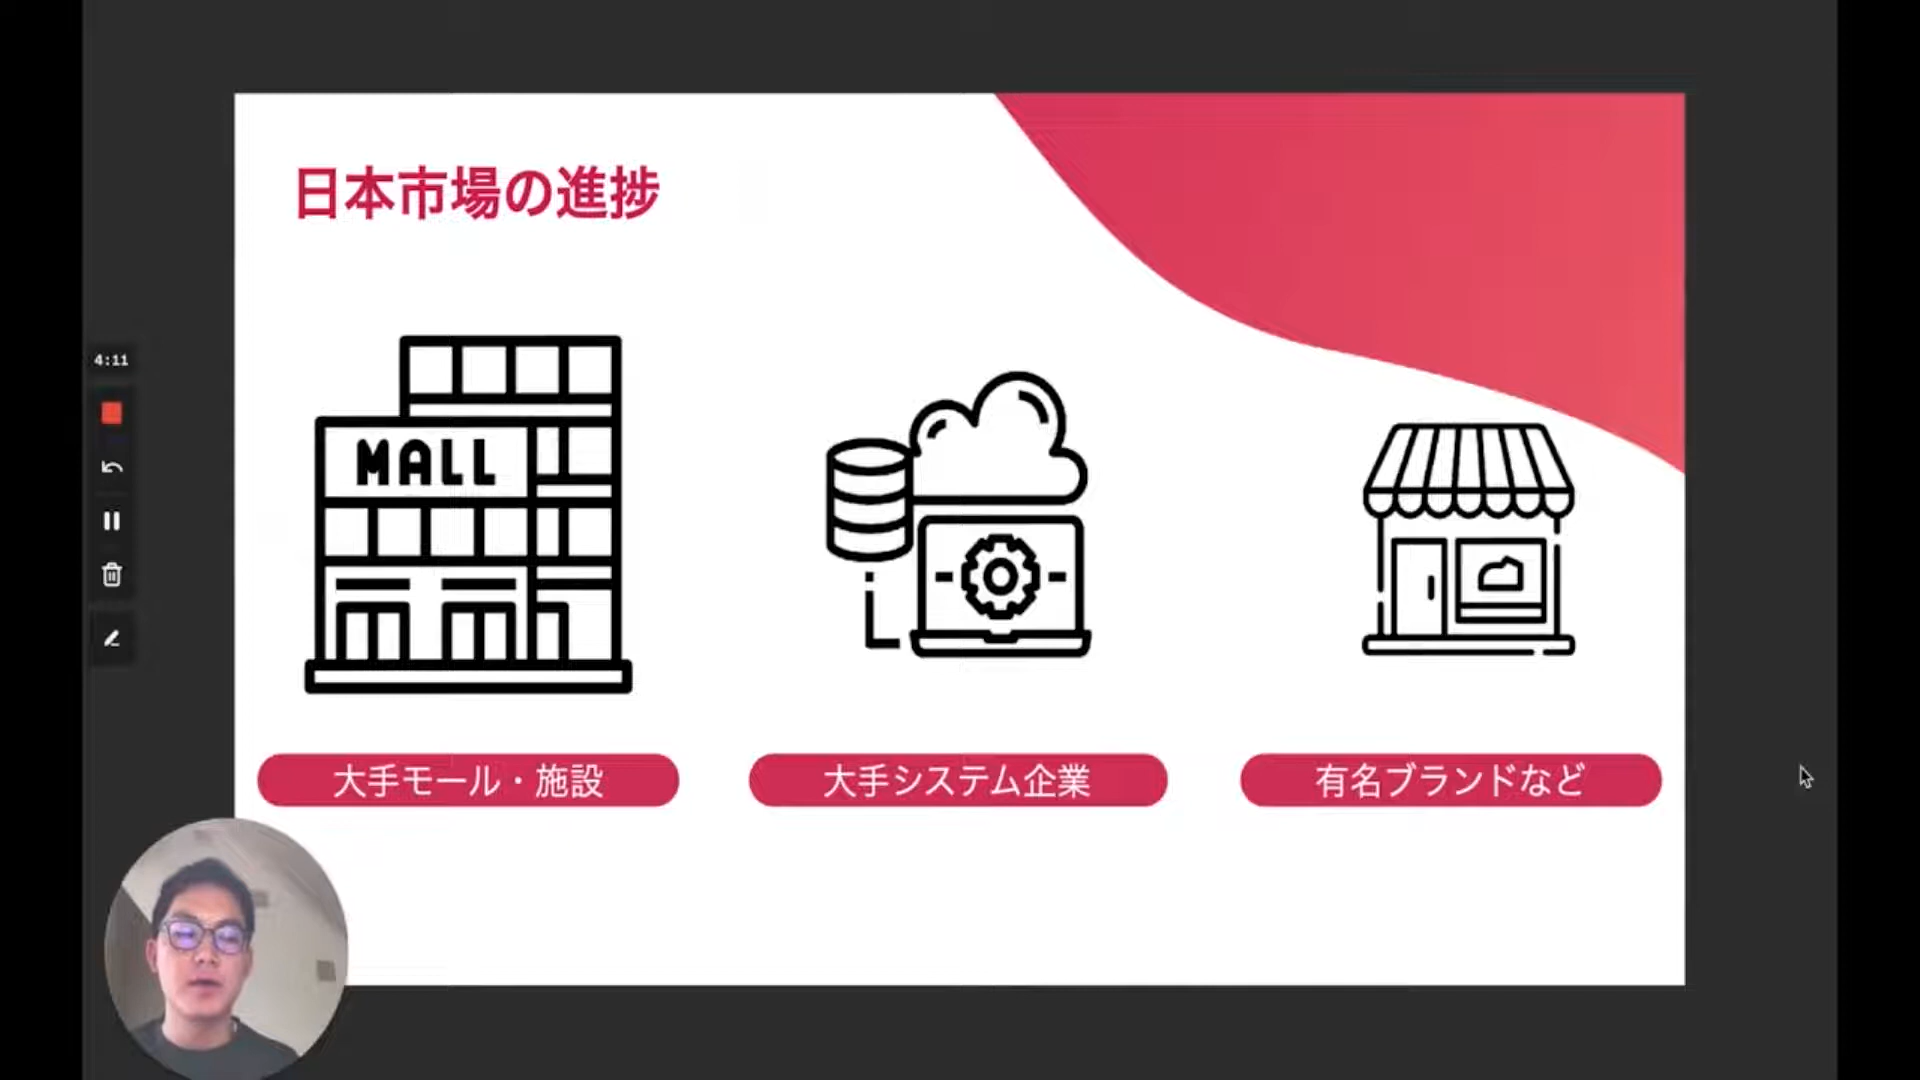 日本市場の進捗
4:11
MALL
大手モール・施設
大手システム企業
有名ブランドなど